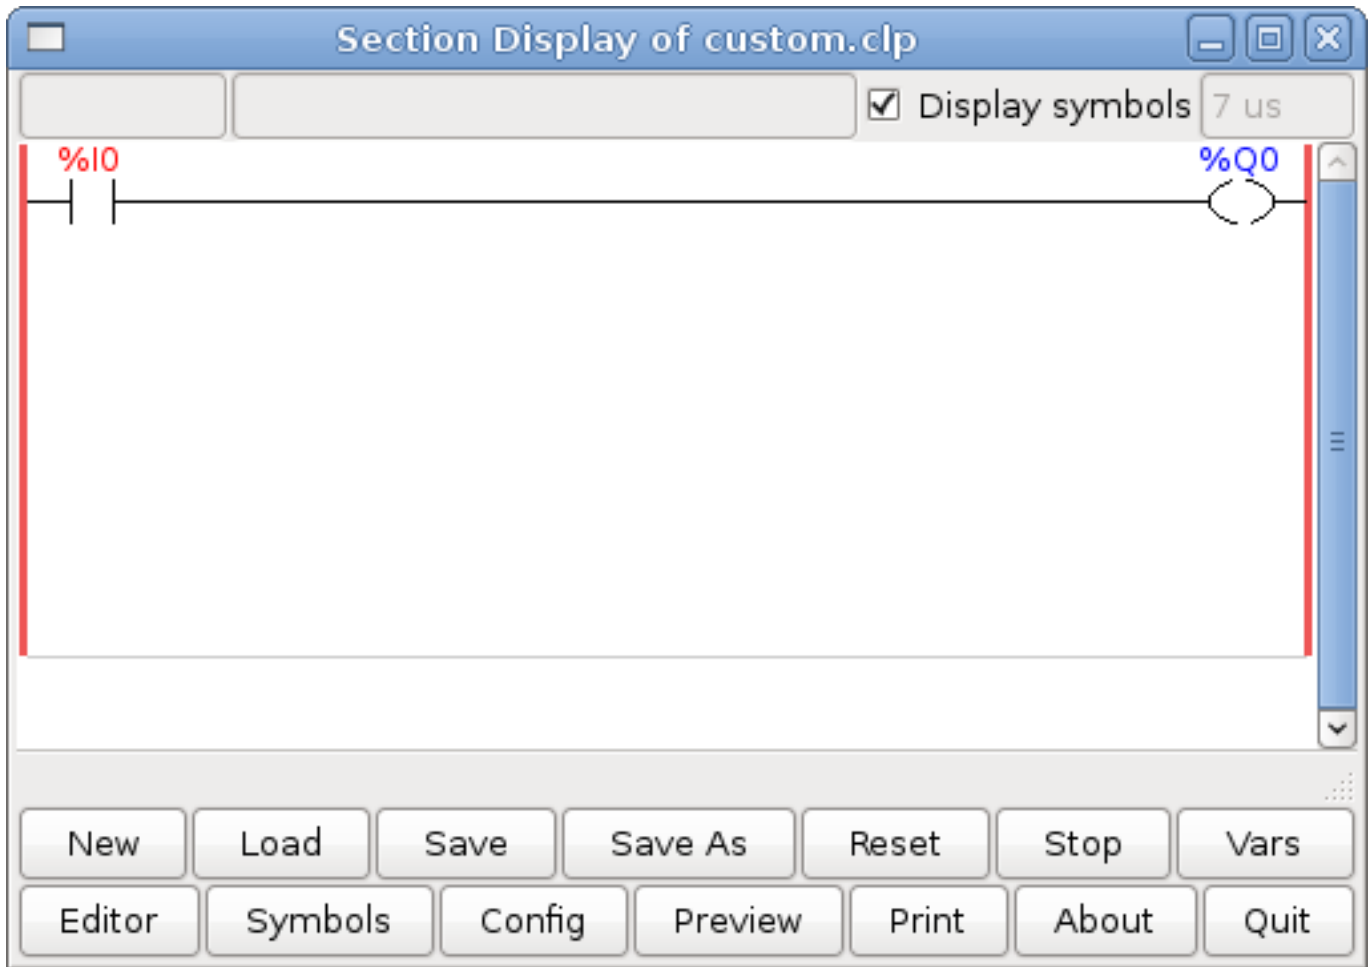 Section Display of custom.clp
Display symbols 7 us
%I0 %Q0
New Load Save Save As Reset Stop Vars
Editor Symbols Config Preview Print About Quit